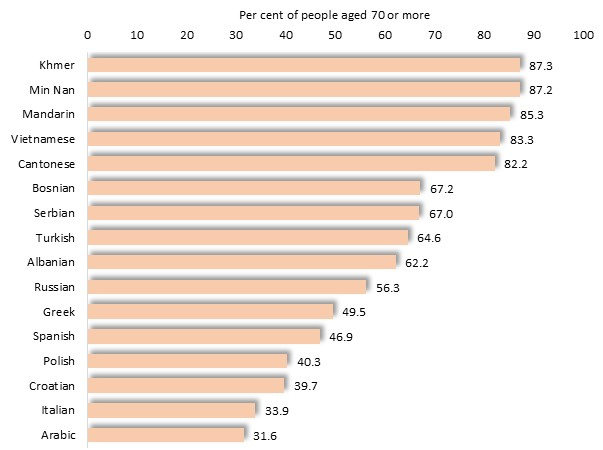 Per cent of people aged 70 or more
0 10 20 30 40 50 60 70 80 90 100
Khmer 87.3
Min Nan 87.2
Mandarin 85.3
Vietnamese 83.3
Cantonese 82.2
Bosnian 67.2
Serbian 67.0
Turkish 64.6
Albanian 62.2
Russian 56.3
Greek 49.5
Spanish 46.9
Polish 40.3
Croatian 39.7
Italian 33.9
Arabic 31.6